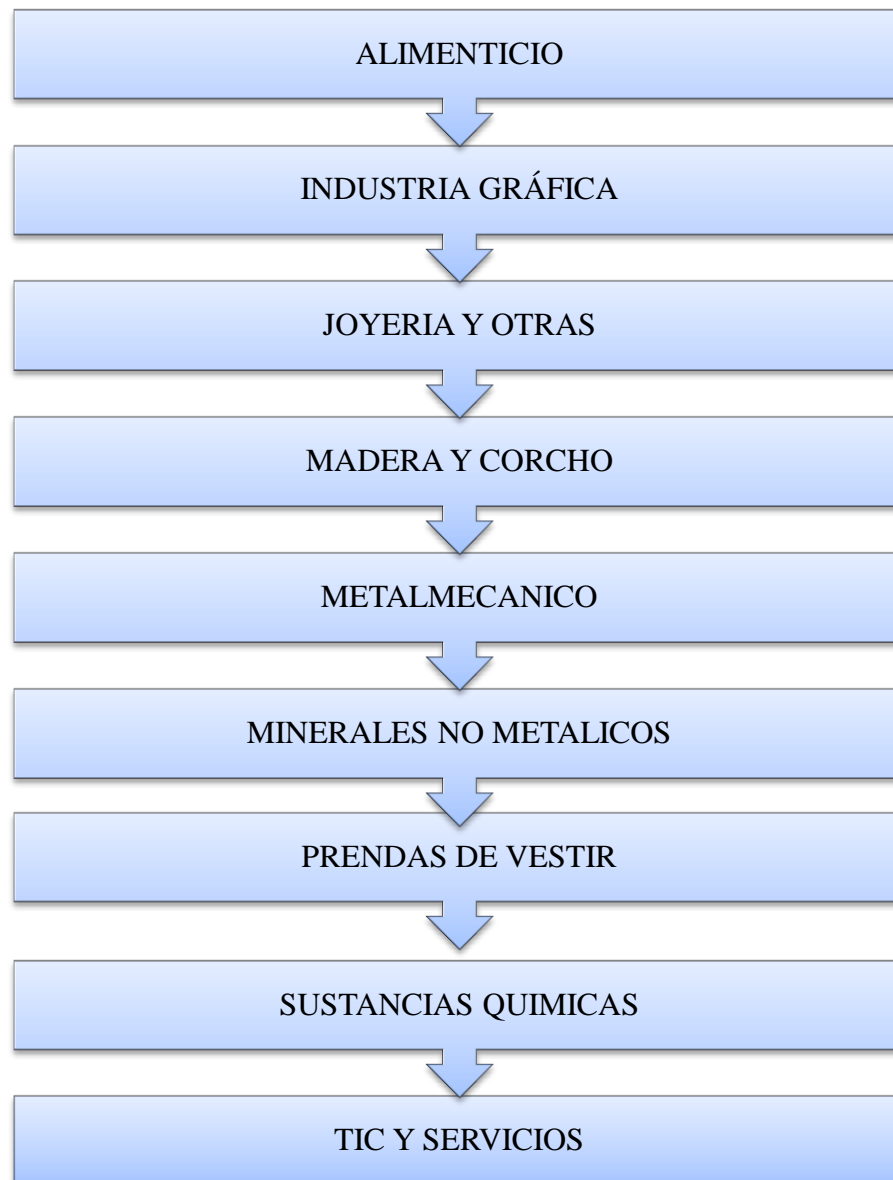 ALIMENTICIO
INDUSTRIA GRÁFICA
JOYERIA Y OTRAS
MADERA Y CORCHO
METALMECANICO
MINERALES NO METALICOS
PRENDAS DE VESTIR
SUSTANCIAS QUIMICAS
TIC Y SERVICIOS